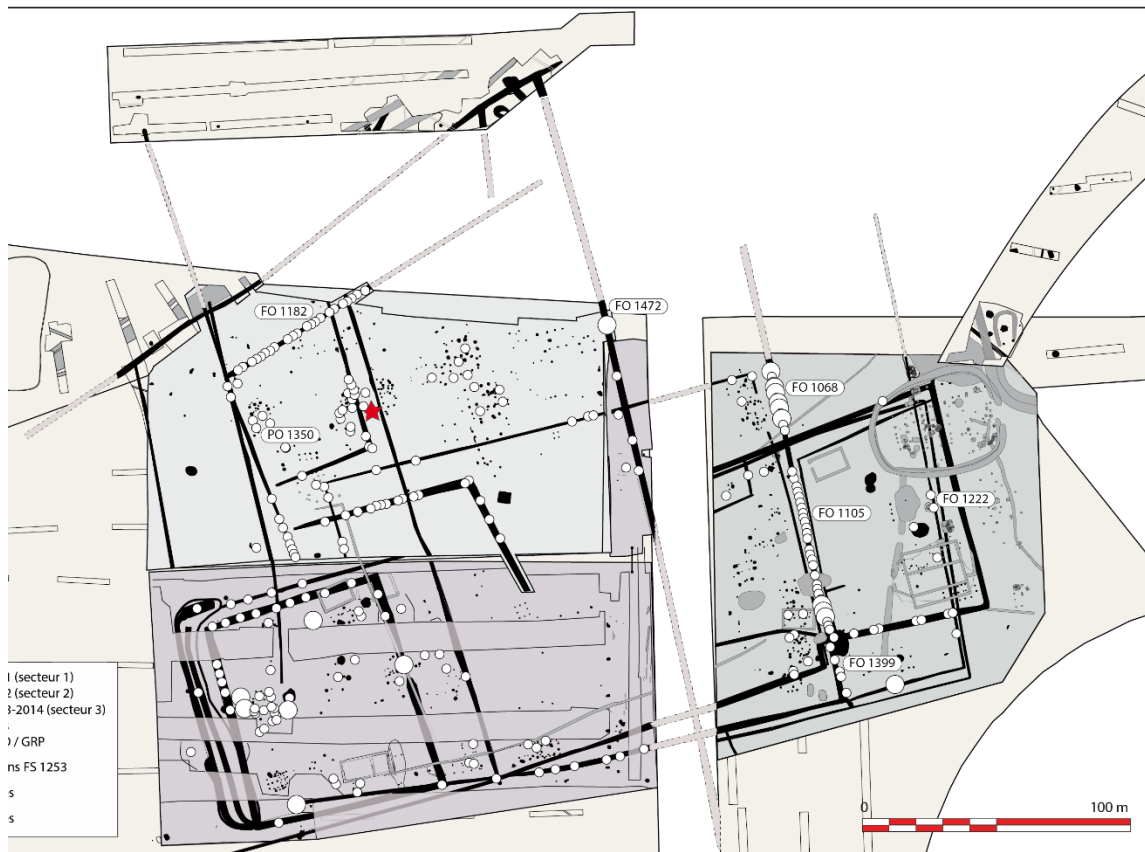 FO 1182
FO 1472
FO 1068
PO 1350
FO 1105
FO 1222
FO 1399
1 (secteur 1)
2 (secteur 2)
3-2014 (secteur 3)
/ GRP
ns FS 1253
0
100 m